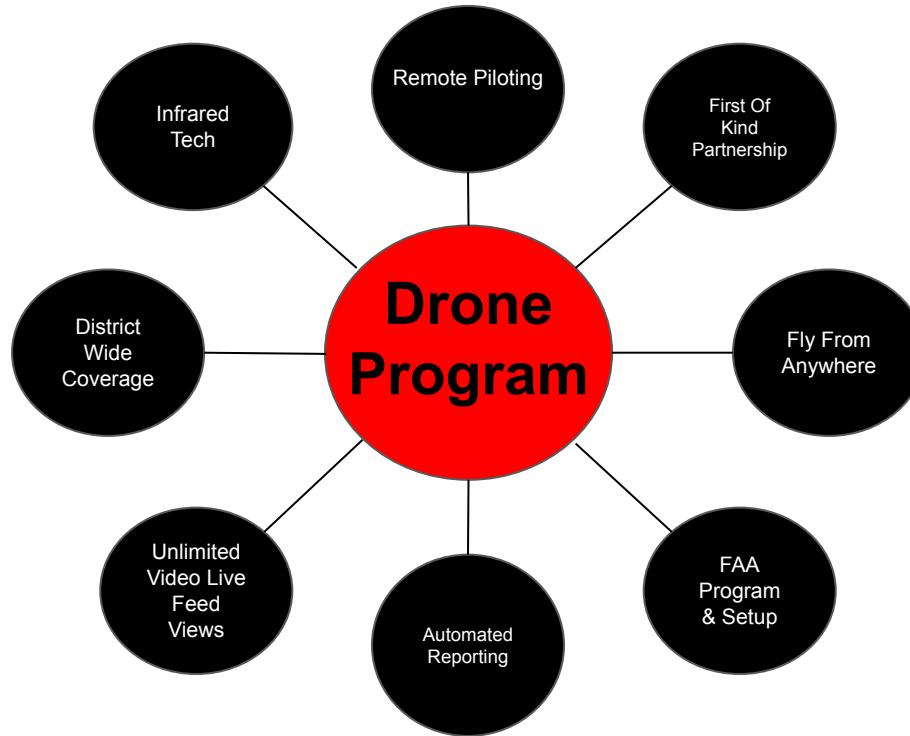 Remote Piloting
Infrared
Tech
First Of
Kind
Partnership
Drone
Program
District
Wide
Coverage
Fly From
Anywhere
Unlimited
Video Live
Feed
Views
FAA
Program
& Setup
Automated
Reporting